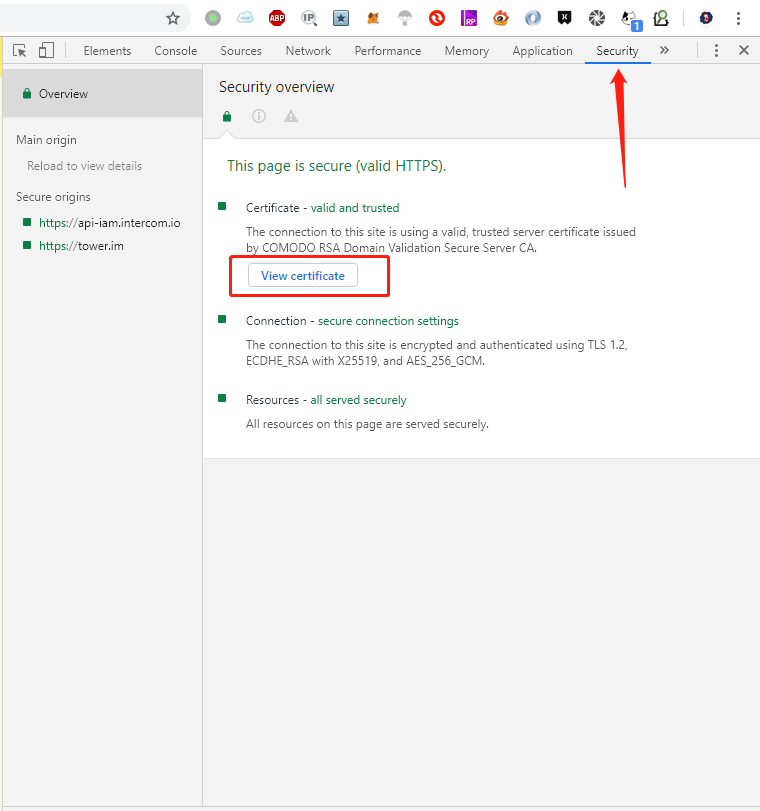 ABP
IP
RP
1
Elements Console Sources Network Performance Memory Application Security »
Overview
Main origin
Reload to view details
Secure origins
https://api-iam.intercom.io
https://tower.im
Security overview
This page is secure (valid HTTPS).
Certificate - valid and trusted
The connection to this site is using a valid, trusted server certificate issued
by COMODO RSA Domain Validation Secure Server CA.
View certificate
Connection - secure connection settings
The connection to this site is encrypted and authenticated using TLS 1.2,
ECDHE_RSA with X25519, and AES_256_GCM.
Resources - all served securely
All resources on this page are served securely.